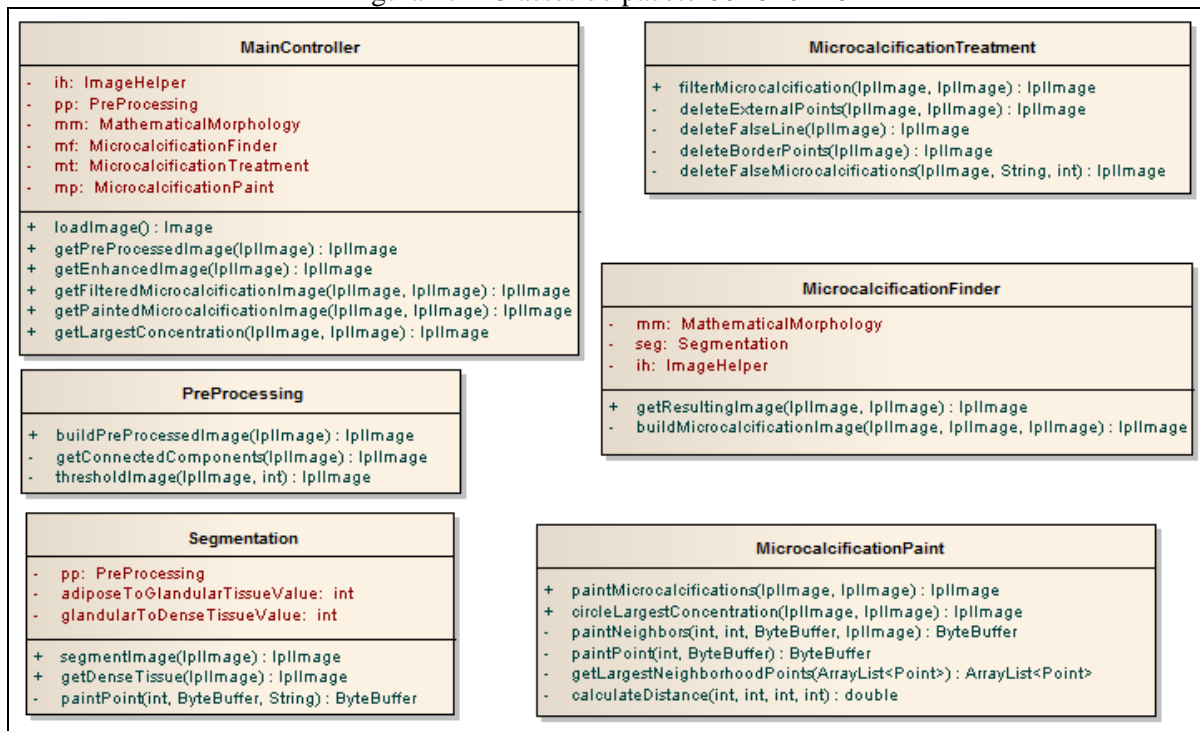 MainController
- ih: ImageHelper
- pp: PreProcessing
- mm: MathematicalMorphology
- mf: MicrocalcificationFinder
- mt: MicrocalcificationTreatment
- mp: MicrocalcificationPaint
+ loadImage() : Image
+ getPreProcessedImage(IplImage) : IplImage
+ getEnhancedImage(IplImage) : IplImage
+ getFilteredMicrocalcificationImage(IplImage, IplImage) : IplImage
+ getPaintedMicrocalcificationImage(IplImage, IplImage) : IplImage
+ getLargestConcentration(IplImage, IplImage) : IplImage
MicrocalcificationTreatment
+ filterMicrocalcification(IplImage, IplImage) : IplImage
- deleteExternalPoints(IplImage, IplImage) : IplImage
- deleteFalseLine(IplImage) : IplImage
- deleteBorderPoints(IplImage) : IplImage
- deleteFalseMicrocalcifications(IplImage, String, int) : IplImage
MicrocalcificationFinder
- mm: MathematicalMorphology
- seg: Segmentation
- ih: ImageHelper
+ getResultingImage(IplImage, IplImage) : IplImage
- buildMicrocalcificationImage(IplImage, IplImage, IplImage) : IplImage
PreProcessing
+ buildPreProcessedImage(IplImage) : IplImage
- getConnectedComponents(IplImage) : IplImage
- thresholdImage(IplImage, int) : IplImage
Segmentation
- pp: PreProcessing
- adiposeToGlandularTissueValue: int
- glandularToDenseTissueValue: int
+ segmentImage(IplImage) : IplImage
+ getDenseTissue(IplImage) : IplImage
- paintPoint(int, ByteBuffer, String) : ByteBuffer
MicrocalcificationPaint
+ paintMicrocalcifications(IplImage, IplImage) : IplImage
+ circleLargestConcentration(IplImage, IplImage) : IplImage
- paintNeighbors(int, int, ByteBuffer, IplImage) : ByteBuffer
- paintPoint(int, ByteBuffer) : ByteBuffer
- getLargestNeighborhoodPoints(ArrayList<Point>) : ArrayList<Point>
- calculateDistance(int, int, int, int) : double